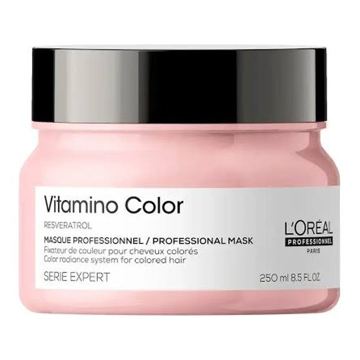 Vitamino Color
RESVERATROL
MASQUE PROFESSIONNEL / PROFESSIONAL MASK
Fixateur de couleur pour cheveux colorés
Color radiance system for colored hair
SERIE EXPERT
L'ORÉAL
PROFESSIONNEL
PARIS
250 ml 8.5 FL.OZ.